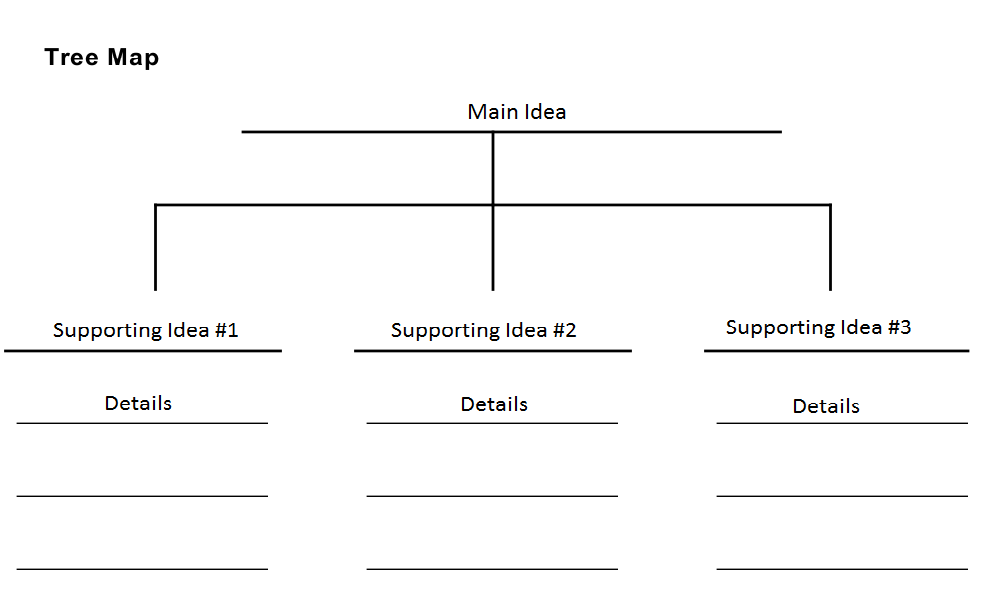 Tree Map
Main Idea
Supporting Idea #1
Supporting Idea #2
Supporting Idea #3
Details
Details
Details